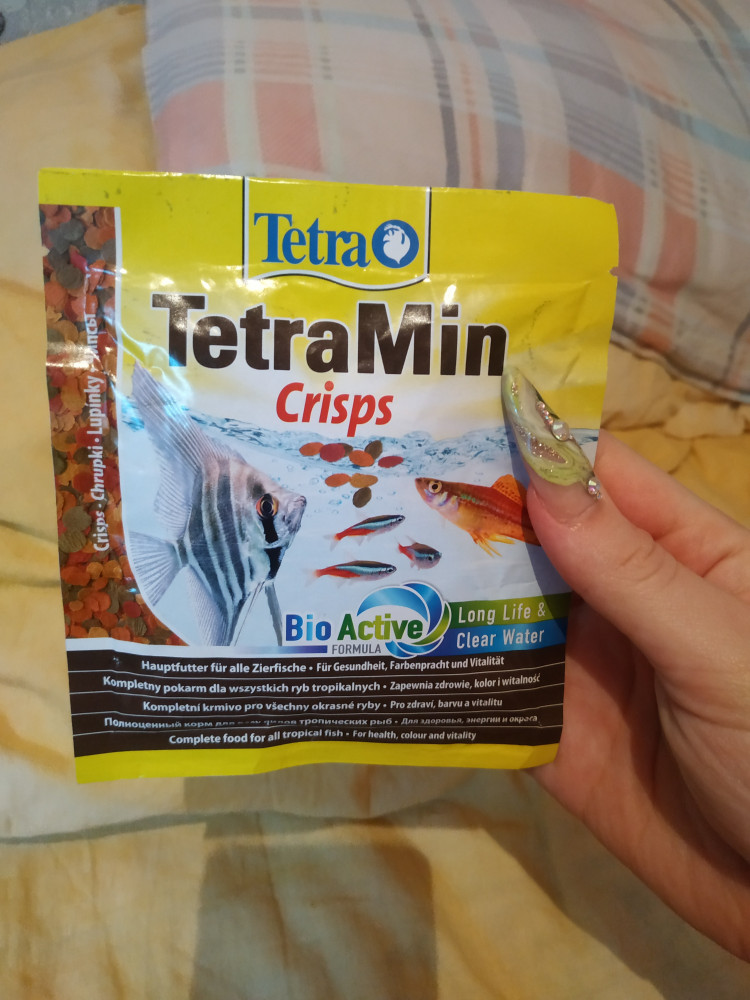 Tetra
TetraMin
Crisps
Crisps • Chrupki • Lupinky •
Bio Active
FORMULA
Long Life &
Clear Water
Hauptfutter für alle Zierfische • Für Gesundheit, Farbenpracht und Vitalität
Kompletny pokarm dla wszystkich ryb tropikalnych • Zapewnia zdrowie, kolor i witalność
Kompletní krmivo pro všechny okrasné ryby • Pro zdraví, barvu a vitalitu
Полноценный корм для всех видов тропических рыб • Для здоровья, энергии и окраса
Complete food for all tropical fish • For health, colour and vitality